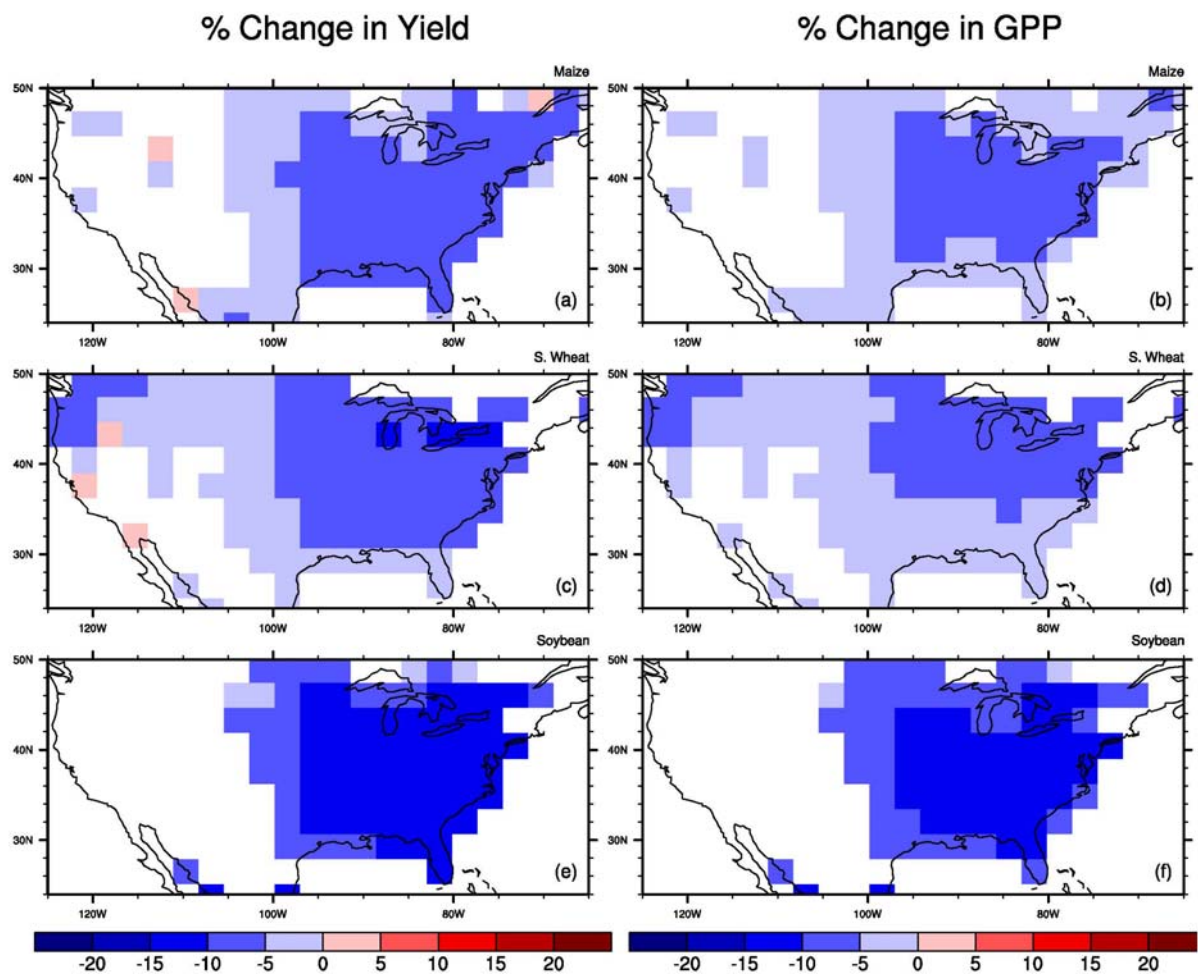 % Change in Yield % Change in GPP
Maize Maize
50N 50N
40N 40N
30N 30N
(a) (b)
120W 100W 80W 120W 100W 80W
S. Wheat S. Wheat
50N 50N
40N 40N
30N 30N
(c) (d)
120W 100W 80W 120W 100W 80W
Soybean Soybean
50N 50N
40N 40N
30N 30N
(e) (f)
120W 100W 80W 120W 100W 80W
-20 -15 -10 -5 0 5 10 15 20 -20 -15 -10 -5 0 5 10 15 20